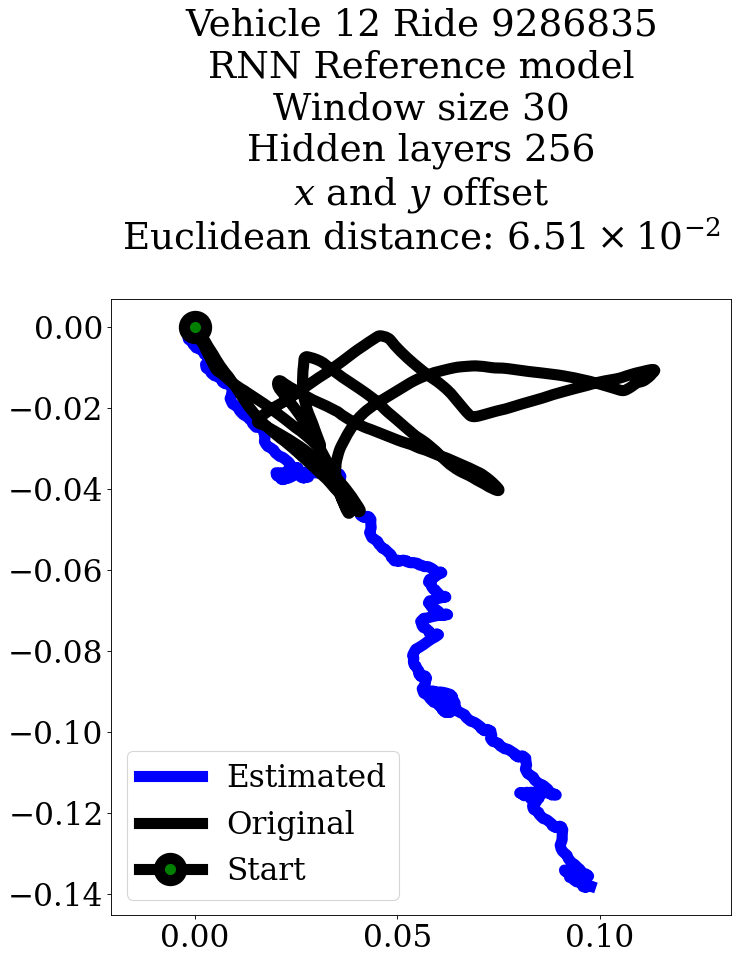 Vehicle 12 Ride 9286835
RNN Reference model
Window size 30
Hidden layers 256
x and y offset
Euclidean distance: 6.51 × 10⁻²
0.00
−0.02
−0.04
−0.06
−0.08
−0.10
−0.12
−0.14
Estimated
Original
Start
0.00 0.05 0.10